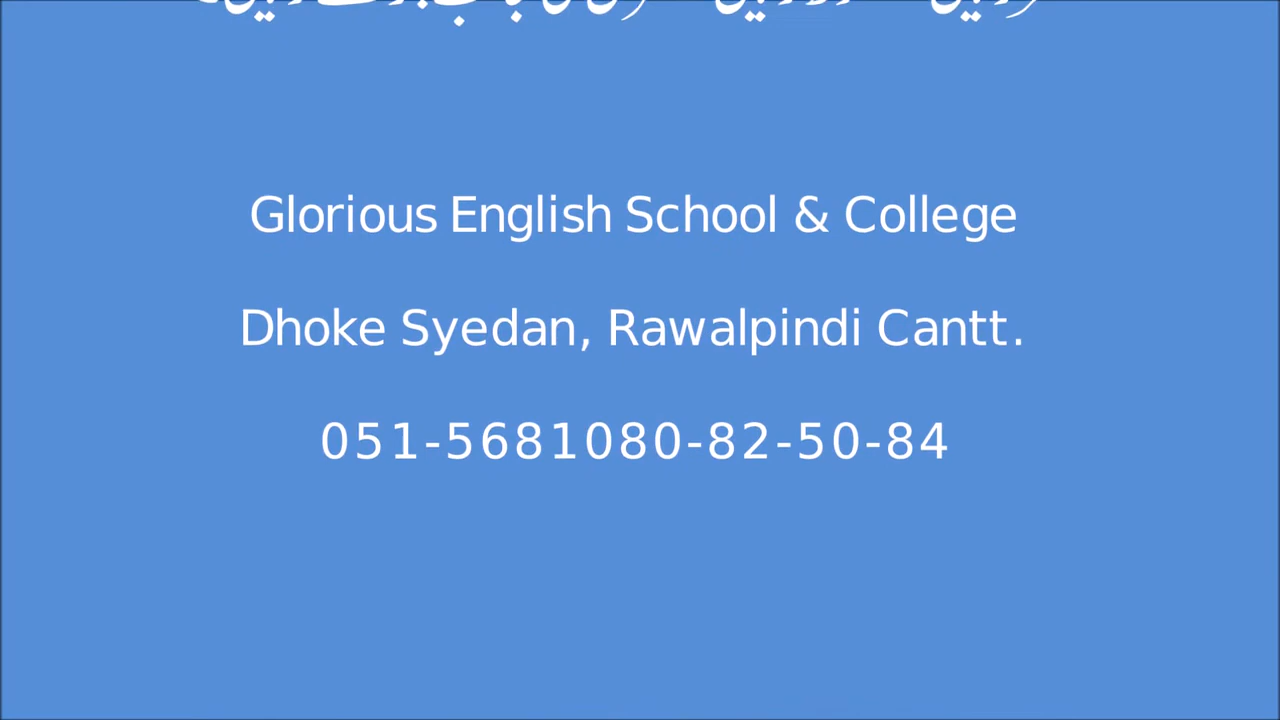 Glorious English School & College
Dhoke Syedan, Rawalpindi Cantt.
051-5681080-82-50-84